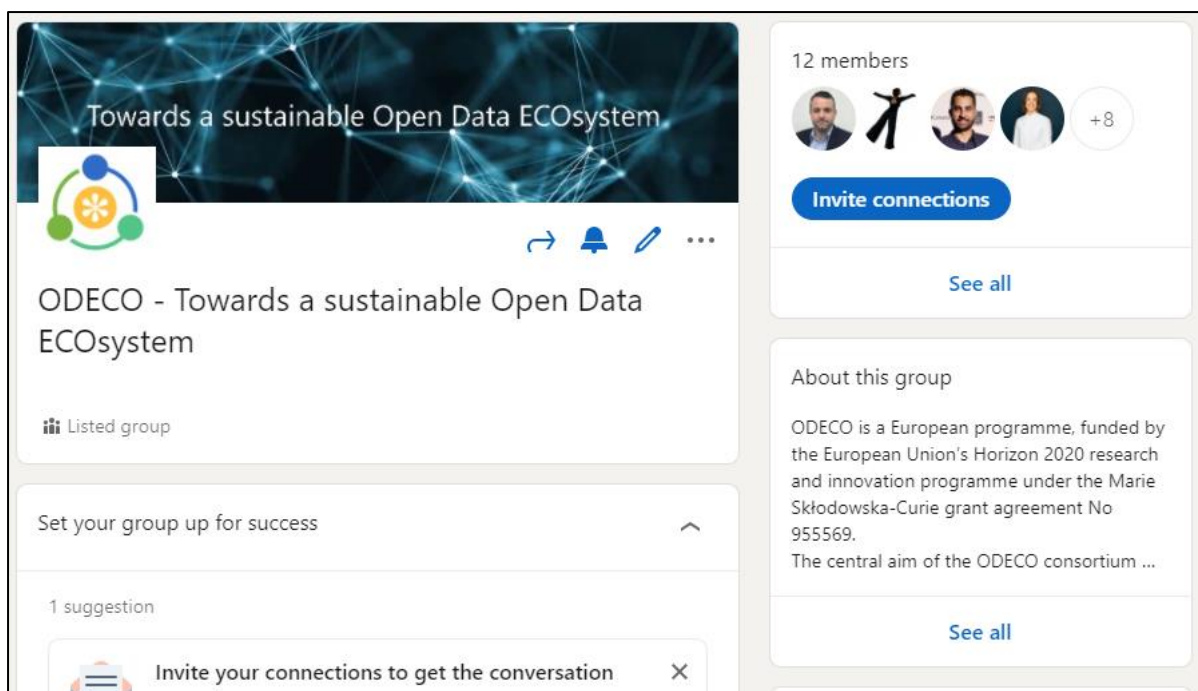 Towards a sustainable Open Data ECOsystem
ODECO - Towards a sustainable Open Data
ECOsystem
Listed group
Set your group up for success
1 suggestion
Invite your connections to get the conversation
12 members
+8
Invite connections
See all
About this group
ODECO is a European programme, funded by
the European Union's Horizon 2020 research
and innovation programme under the Marie
Skłodowska-Curie grant agreement No
955569.
The central aim of the ODECO consortium ...
See all